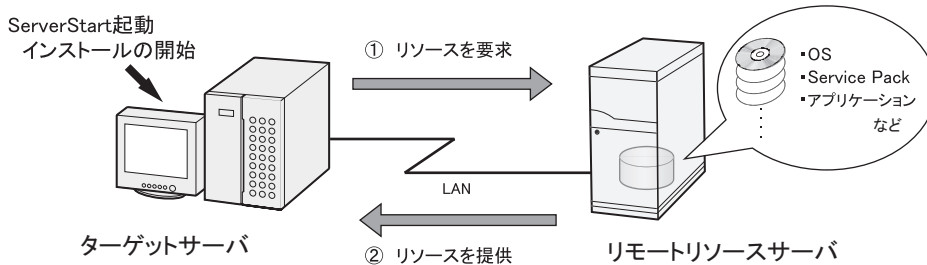 ServerStart起動
インストールの開始
① リソースを要求
・OS
・Service Pack
・アプリケーション
など
LAN
ターゲットサーバ
② リソースを提供
リモートリソースサーバ